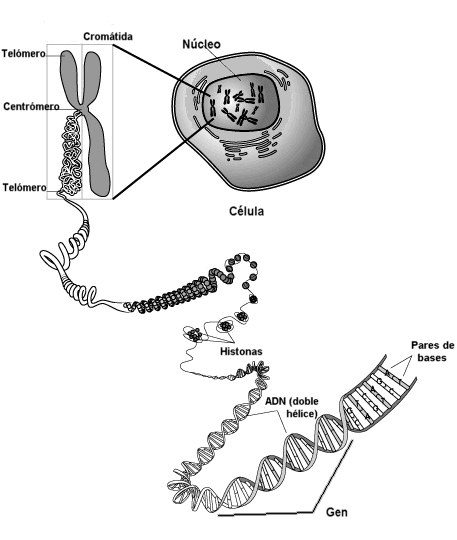 Cromátida
Telómero
Núcleo
Centrómero
Telómero
Célula
Histonas
Pares de
bases
ADN (doble
hélice)
Gen